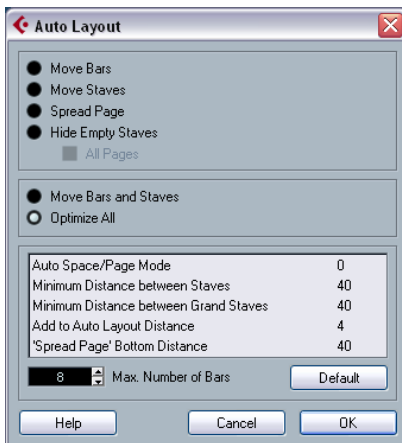 Auto Layout
Move Bars
Move Staves
Spread Page
Hide Empty Staves
All Pages
Move Bars and Staves
Optimize All
Auto Space/Page Mode 0
Minimum Distance between Staves 40
Minimum Distance between Grand Staves 40
Add to Auto Layout Distance 4
'Spread Page' Bottom Distance 40
8 Max. Number of Bars Default
Help Cancel OK